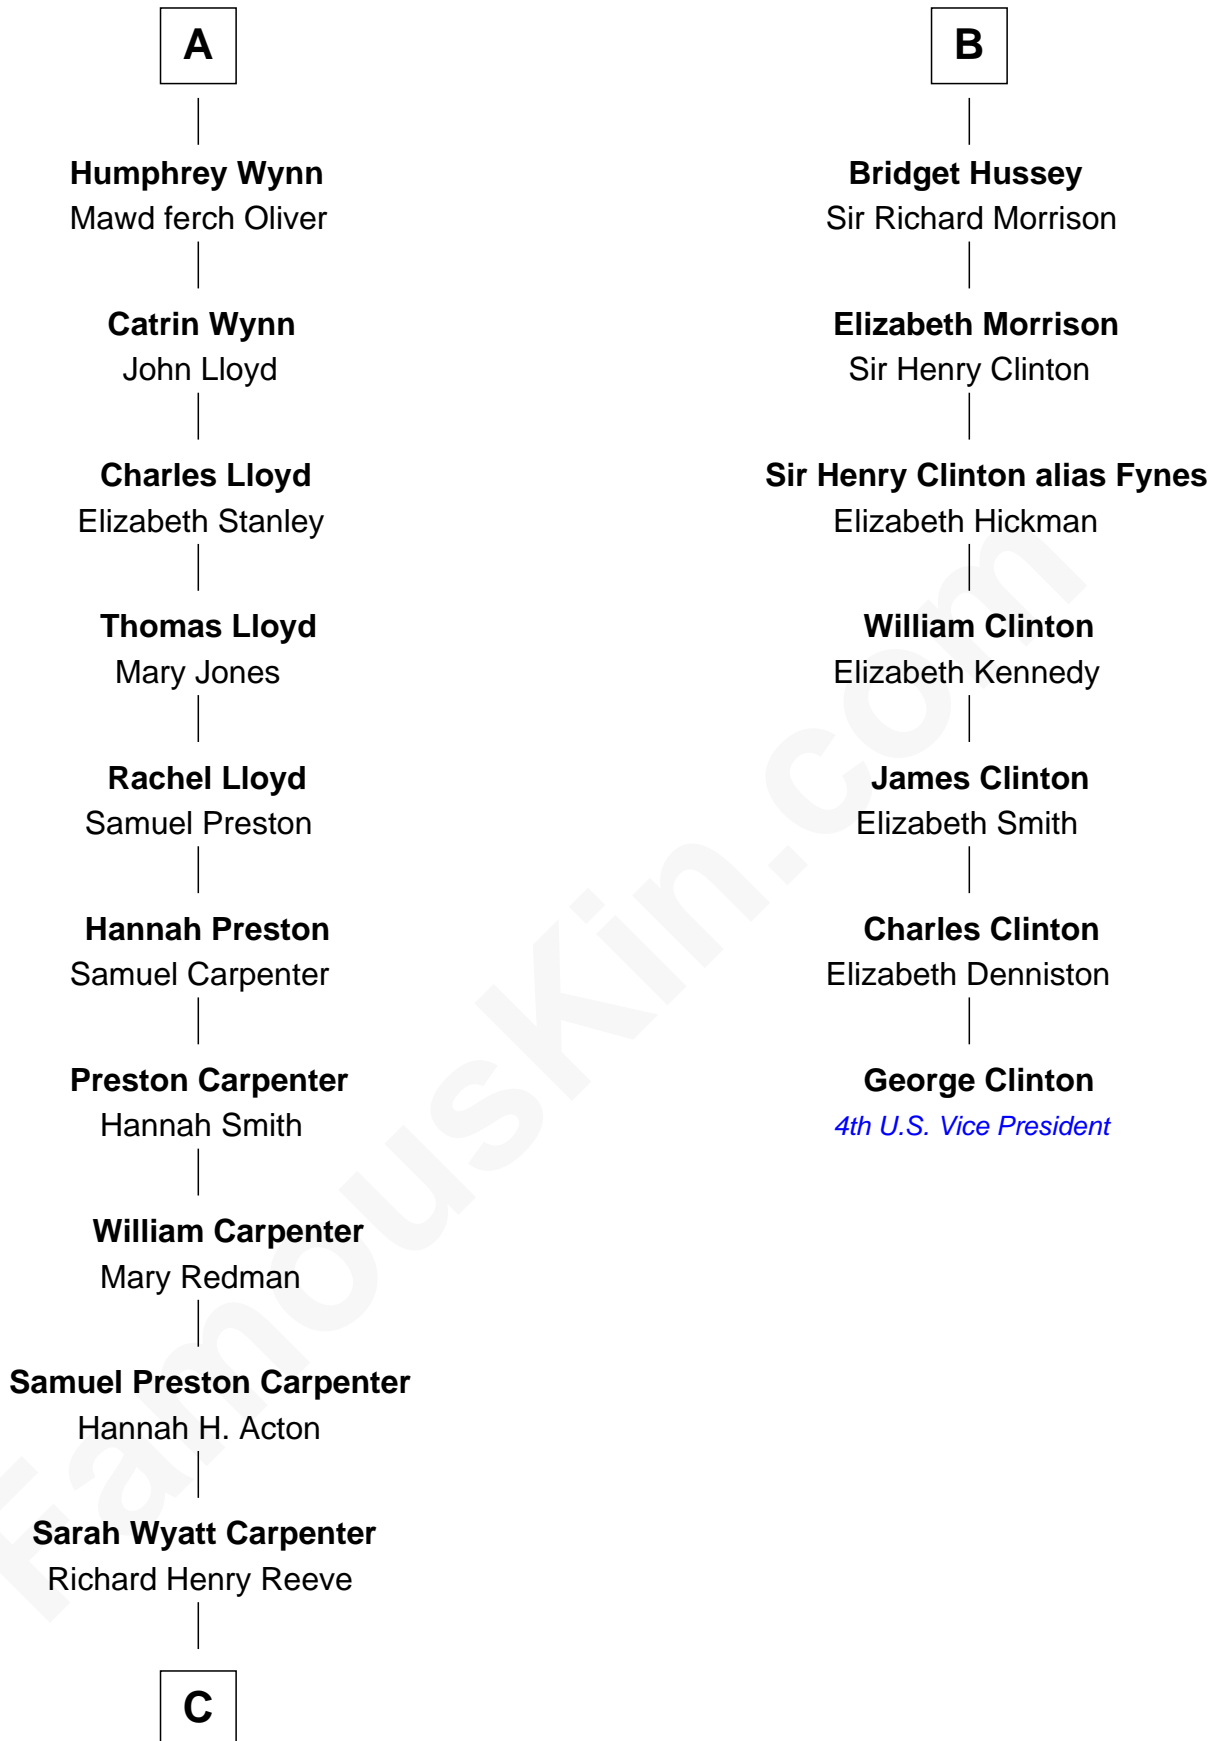 A
Humphrey Wynn
Mawd ferch Oliver
Catrin Wynn
John Lloyd
Charles Lloyd
Elizabeth Stanley
Thomas Lloyd
Mary Jones
Rachel Lloyd
Samuel Preston
Hannah Preston
Samuel Carpenter
Preston Carpenter
Hannah Smith
William Carpenter
Mary Redman
Samuel Preston Carpenter
Hannah H. Acton
Sarah Wyatt Carpenter
Richard Henry Reeve
C
B
Bridget Hussey
Sir Richard Morrison
Elizabeth Morrison
Sir Henry Clinton
Sir Henry Clinton alias Fynes
Elizabeth Hickman
William Clinton
Elizabeth Kennedy
James Clinton
Elizabeth Smith
Charles Clinton
Elizabeth Denniston
George Clinton
4th U.S. Vice President
FamousKin.com